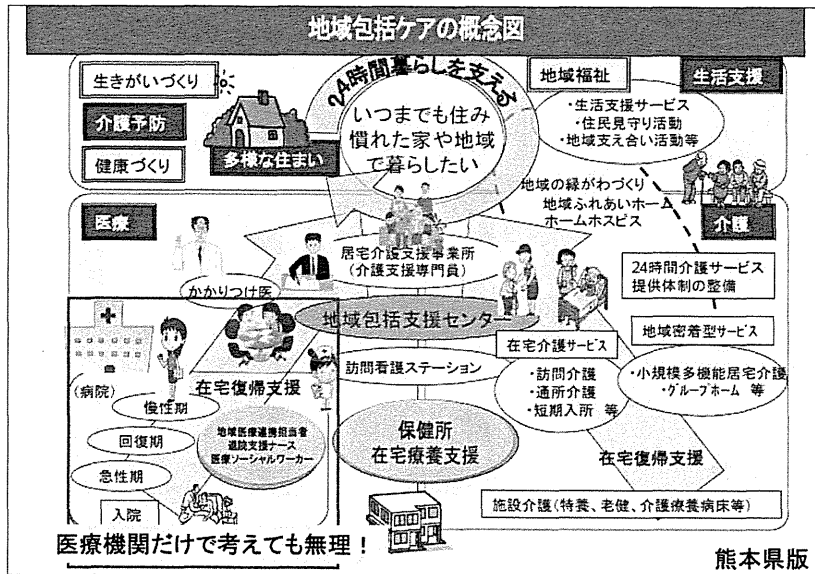 地域包括ケアの概念図
24時間暮らしを支える
生きがいづくり
介護予防
健康づくり
多様な住まい
いつまでも住み
慣れた家や地域
で暮らしたい
地域福祉
生活支援
・生活支援サービス
・住民見守り活動
・地域支え合い活動等
地域の縁がわづくり
地域ふれあいホーム
ホームホスピス
医療
介護
かかりつけ医
居宅介護支援事業所
(介護支援専門員)
24時間介護サービス
提供体制の整備
地域包括支援センター
地域密着型サービス
・小規模多機能居宅介護
・グループホーム 等
在宅介護サービス
・訪問介護
・通所介護
・短期入所 等
訪問看護ステーション
在宅復帰支援
(病院)
慢性期
回復期
急性期
入院
地域医療連携担当者
退院支援ナース
医療ソーシャルワーカー
保健所
在宅療養支援
在宅復帰支援
施設介護(特養、老健、介護療養病床等)
医療機関だけで考えても無理!
熊本県版